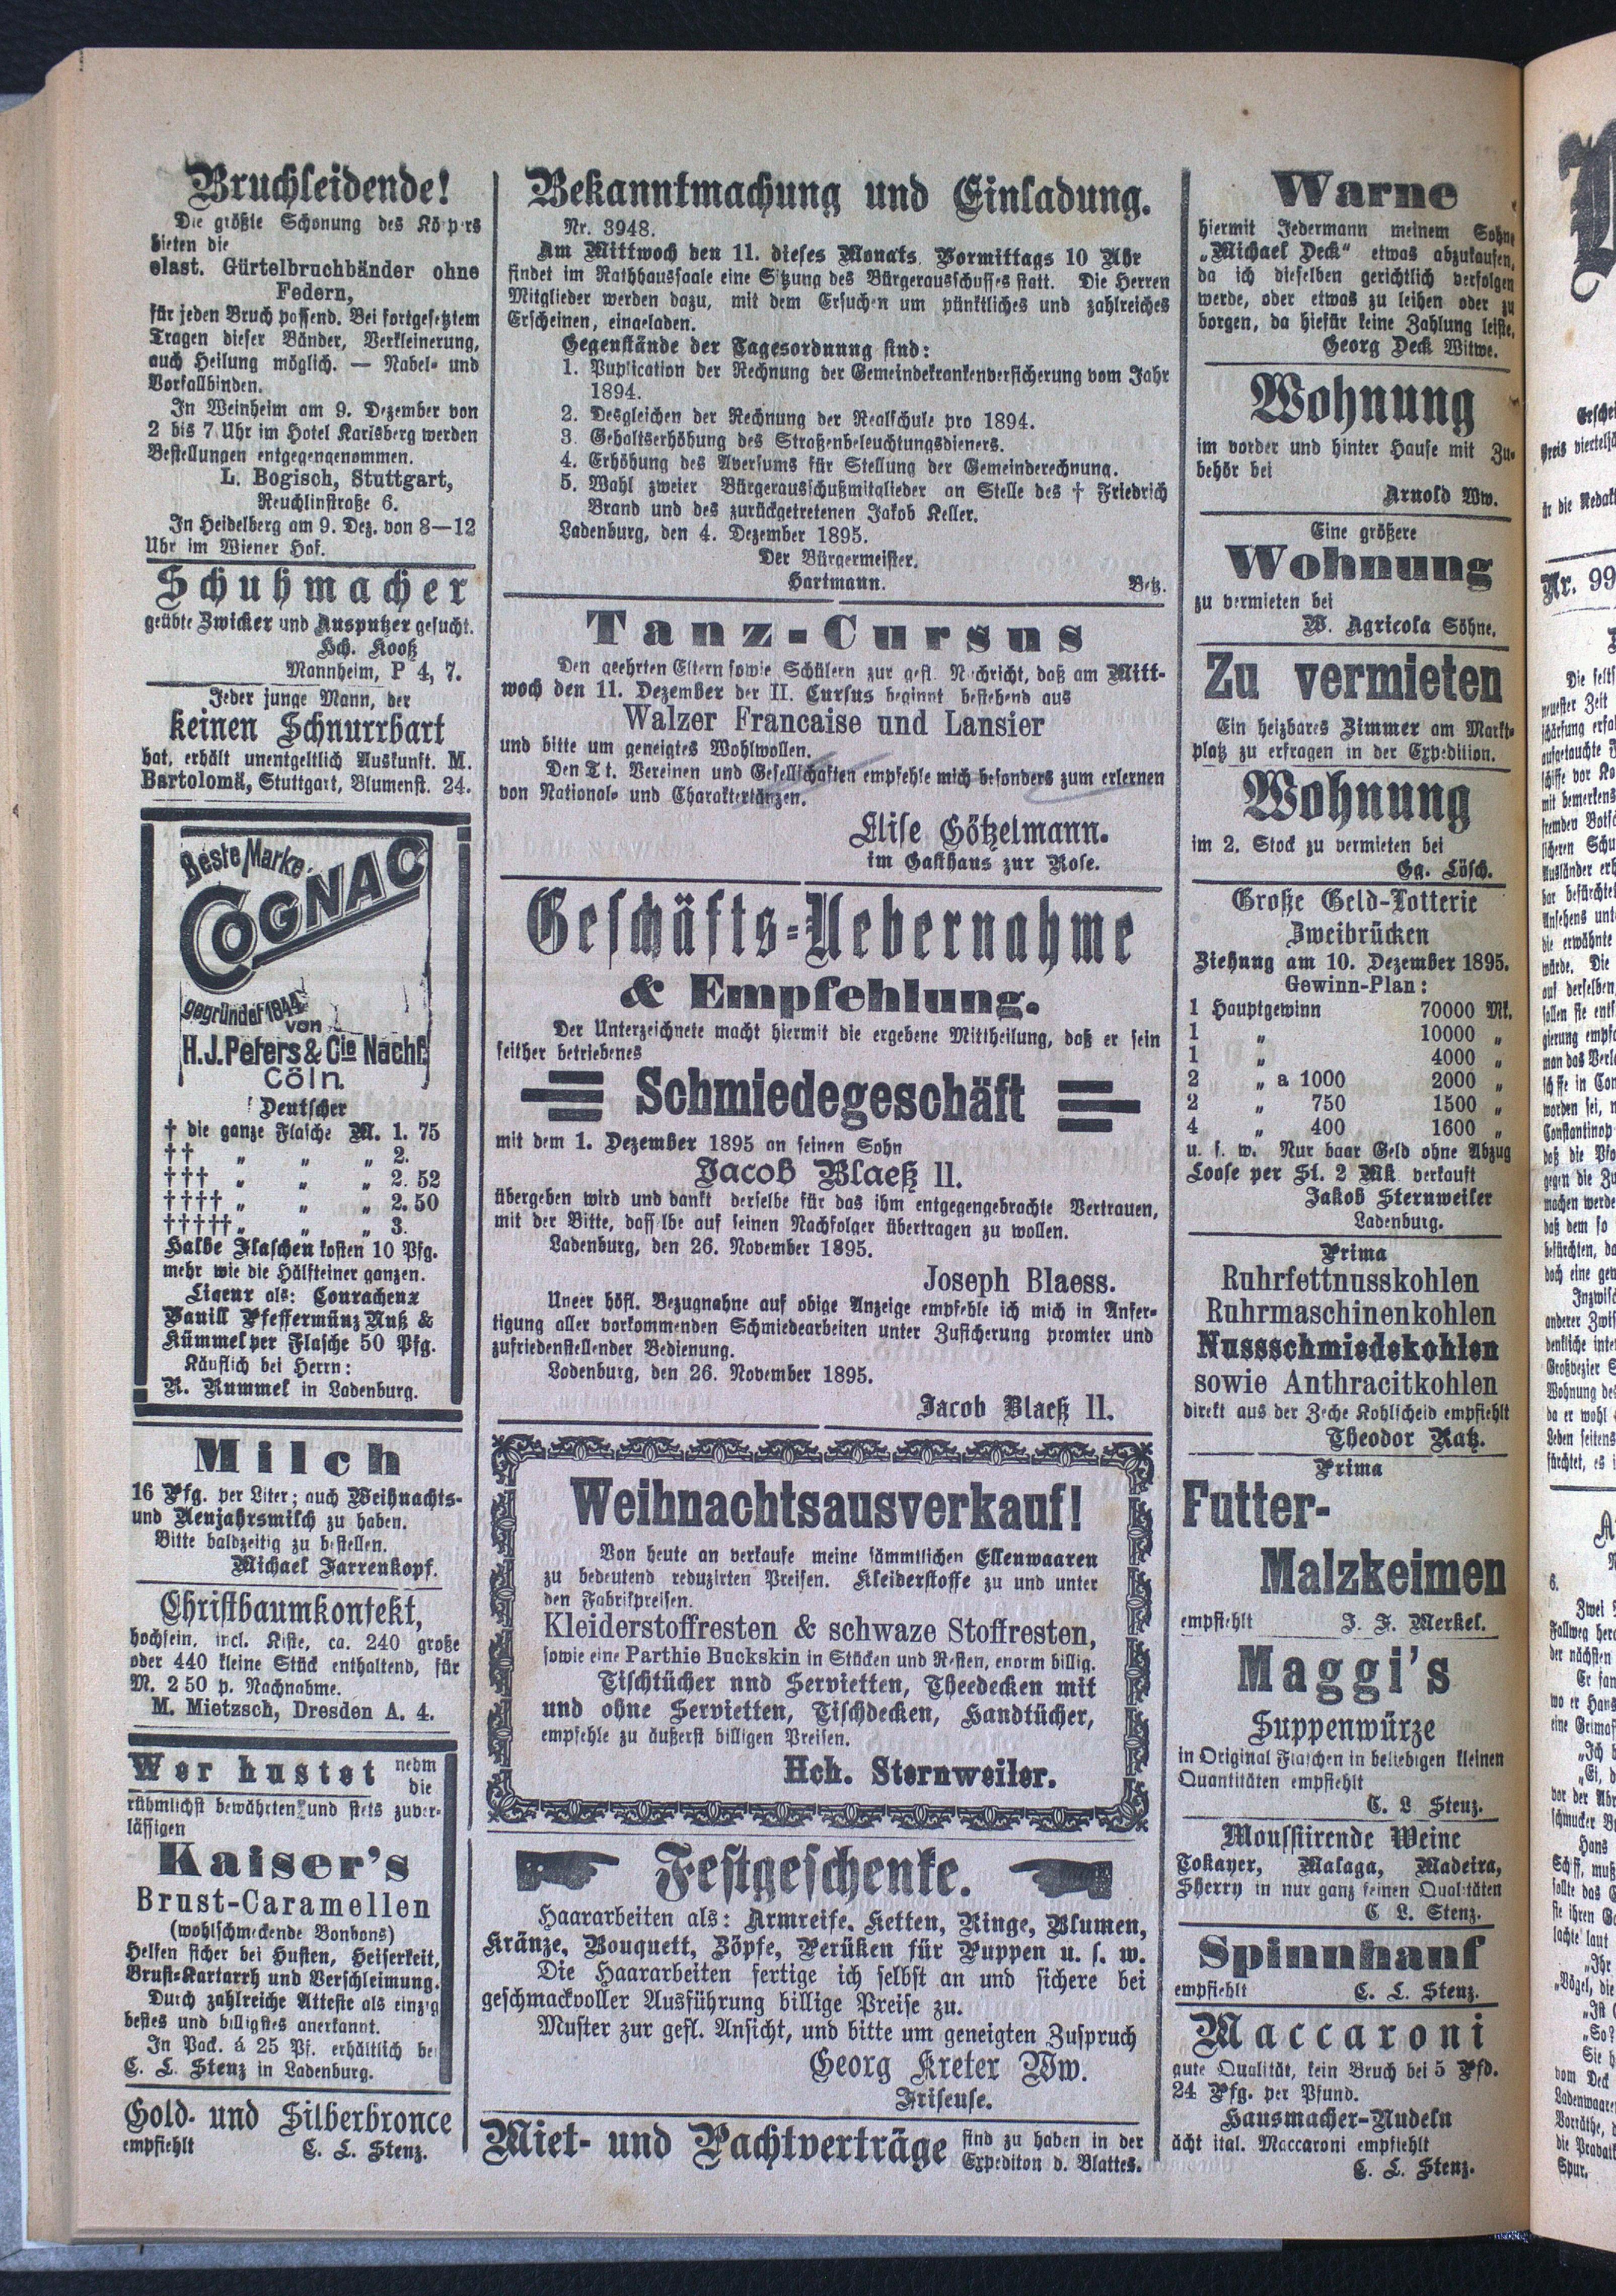 Bruchleidende!
Die größte Schonung des Körpers
bieten die
elast. Gürtelbruchbänder ohne
Federn,
für jeden Bruch passend. Bei fortgesetztem
Tragen dieser Bänder, Verkleinerung,
auch Heilung möglich. — Nabel- und
Vorfallbinden.
In Weinheim am 9. Dezember von
2 bis 7 Uhr im Hotel Karlsberg werden
Bestellungen entgegengenommen.
L. Bogisch, Stuttgart,
Reuchlinstraße 6.
In Heidelberg am 9. Dez. von 8—12
Uhr im Wiener Hof.
Schuhmacher
geübte Zwicker und Ausputzer gesucht.
Hch. Kooß
Mannheim, P 4, 7.
Jeder junge Mann, der
keinen Schnurrbart
hat, erhält unentgeltlich Auskunft. M.
Bartolomä, Stuttgart, Blumenst. 24.
Beste Marke
COGNAC
gegründet 1844
von
H.J. Peters & Cie Nachf.
Cöln.
Deutscher
† die ganze Flasche M. 1. 75
†† „ „ „ 2.
††† „ „ „ 2. 52
†††† „ „ „ 2. 50
††††† „ „ „ 3.
Halbe Flaschen kosten 10 Pfg.
mehr wie die Hälfteiner ganzen.
Liqeur als: Courachenx
Vanill Pfeffermünz Nuß &
Kümmel per Flasche 50 Pfg.
Käuflich bei Herrn:
R. Rummel in Ladenburg.
Milch
16 Pfg. per Liter; auch Weihnachts-
und Neujahrsmilch zu haben.
Bitte baldzeitig zu bestellen.
Michael Farrenkopf.
Christbaumkonfekt,
hochfein, incl. Kiste, ca. 240 große
oder 440 kleine Stück enthaltend, für
M. 2 50 p. Nachnahme.
M. Mietzsch, Dresden A. 4.
Wer hustet nehm
die
rühmlichst bewährten und stets zuver-
lässigen
Kaiser's
Brust-Caramellen
(wohlschmeckende Bonbons)
Helfen sicher bei Husten, Heiserkeit,
Brust-Kartarrh und Verschleimung.
Durch zahlreiche Atteste als einzig
bestes und billigstes anerkannt.
In Pack. á 25 Pf. erhältlich bei
C. L. Stenz in Ladenburg.
Gold- und Silberbronce
empfiehlt C. L. Stenz.
Bekanntmachung und Einladung.
Nr. 3948.
Am Mittwoch den 11. dieses Monats, Vormittags 10 Uhr
findet im Rathhaussaale eine Sitzung des Bürgerausschusses statt. Die Herren
Mitglieder werden dazu, mit dem Ersuchen um pünktliches und zahlreiches
Erscheinen, eingeladen.
Gegenstände der Tagesordnung sind:
1. Puplication der Rechnung der Gemeindekrankenversicherung vom Jahr
1894.
2. Desgleichen der Rechnung der Realschule pro 1894.
3. Gehaltserhöhung des Straßenbeleuchtungsdieners.
4. Erhöhung des Aversums für Stellung der Gemeinderechnung.
5. Wahl zweier Bürgerausschußmitglieder an Stelle des † Friedrich
Brand und des zurückgetretenen Jakob Keller.
Ladenburg, den 4. Dezember 1895.
Der Bürgermeister.
Hartmann. Betz.
Tanz-Cursus
Den geehrten Eltern sowie Schülern zur gefl. Nachricht, daß am Mitt-
woch den 11. Dezember der II. Cursus beginnt bestehend aus
Walzer Francaise und Lansier
und bitte um geneigtes Wohlwollen.
Den Tt. Vereinen und Gesellschaften empfehle mich besonders zum erlernen
von National- und Charaktertänzen.
Elise Götzelmann.
im Gasthaus zur Rose.
Geschäfts-Uebernahme
& Empfehlung.
Der Unterzeichnete macht hiermit die ergebene Mittheilung, daß er sein
seither betriebenes
Schmiedegeschäft
mit dem 1. Dezember 1895 an seinen Sohn
Jacob Blaeß II.
übergeben wird und dankt derselbe für das ihm entgegengebrachte Vertrauen,
mit der Bitte, dasselbe auf seinen Nachfolger übertragen zu wollen.
Ladenburg, den 26. November 1895.
Joseph Blaess.
Uneer höfl. Bezugnahne auf obige Anzeige empfehle ich mich in Anfer-
tigung aller vorkommenden Schmiedearbeiten unter Zusicherung promter und
zufriedenstellender Bedienung.
Ladenburg, den 26. November 1895.
Jacob Blaeß II.
Weihnachtsausverkauf!
Von heute an verkaufe meine sämmtlichen Ellenwaaren
zu bedeutend reduzirten Preisen. Kleiderstoffe zu und unter
den Fabrikpreisen.
Kleiderstoffresten & schwaze Stoffresten,
sowie eine Parthie Buckskin in Stücken und Resten, enorm billig.
Tischtücher nnd Servietten, Theedecken mit
und ohne Servietten, Tischdecken, Handtücher,
empfehle zu äußerst billigen Preisen.
Hch. Sternweiler.
Festgeschenke.
Haararbeiten als: Armreife, Ketten, Ringe, Blumen,
Kränze, Bouquett, Zöpfe, Perüken für Puppen u. s. w.
Die Haararbeiten fertige ich selbst an und sichere bei
geschmackvoller Ausführung billige Preise zu.
Muster zur gefl. Ansicht, und bitte um geneigten Zuspruch
Georg Kreter Ww.
Friseuse.
Miet- und Pachtverträge sind zu haben in der
Expediton d. Blattes.
Warne
hiermit Jedermann meinem Sohne
„Michael Deck“ etwas abzukaufen,
da ich dieselben gerichtlich verfolgen
werde, oder etwas zu leihen oder zu
borgen, da hiefür keine Zahlung leiste.
Georg Deck Witwe.
Wohnung
im vorder und hinter Hause mit Zu-
behör bei
Arnold Ww.
Eine größere
Wohnung
zu vermieten bei
W. Agricola Söhne.
Zu vermieten
Ein heizbares Zimmer am Markt-
platz zu erfragen in der Expedition.
Wohnung
im 2. Stock zu vermieten bei
Gg. Lösch.
Große Geld-Lotterie
Zweibrücken
Ziehung am 10. Dezember 1895.
Gewinn-Plan:
1 Hauptgewinn 70000 Mk.
1 „ 10000 „
1 „ 4000 „
2 „ a 1000 2000 „
2 „ 750 1500 „
4 „ 400 1600 „
u. s. w. Nur baar Geld ohne Abzug
Loose per St. 2 Mk verkauft
Jakob Sternweiler
Ladenburg.
Prima
Ruhrfettnusskohlen
Ruhrmaschinenkohlen
Nussschmiedekohlen
sowie Anthracitkohlen
direkt aus der Zeche Kohlscheid empfiehlt
Theodor Katz.
Prima
Futter-
Malzkeimen
empfiehlt J. F. Merkel.
Maggi's
Suppenwürze
in Original Flaschen in beliebigen kleinen
Quantitäten empfiehlt
C. L Stenz.
Moussiirende Weine
Tokayer, Malaga, Madeira,
Sherry in nur ganz feinen Qualitäten
C L. Stenz.
Spinnhanf
empfiehlt C. L. Stenz.
Maccaroni
gute Qualität, kein Bruch bei 5 Pfd.
24 Pfg. per Pfund.
Hausmacher-Nudeln
ächt ital. Maccaroni empfiehlt
C. L. Stenz.
Nr. 99